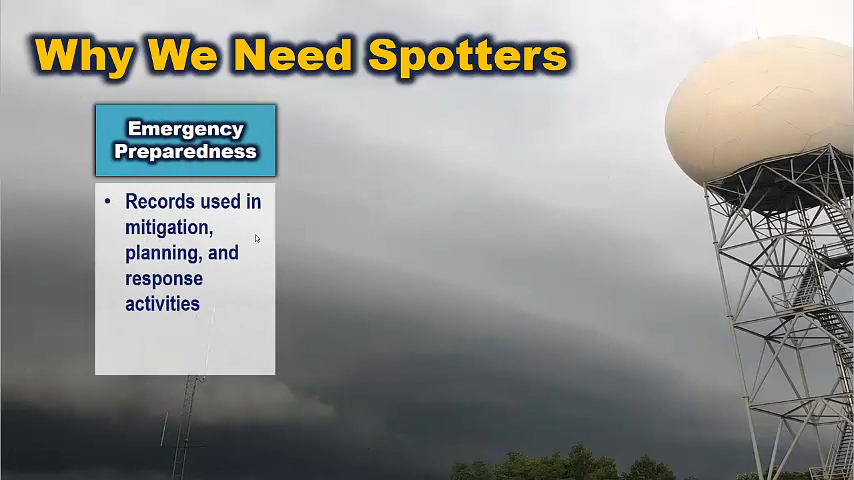 Why We Need Spotters
Emergency
Preparedness
• Records used in
mitigation,
planning, and
response
activities